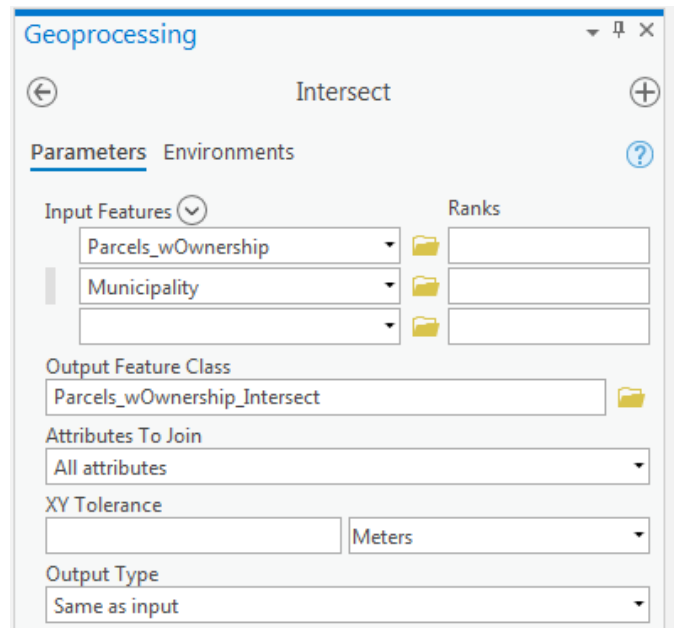 Geoprocessing
Intersect
Parameters Environments
Input Features Ranks
Parcels_wOwnership
Municipality
Output Feature Class
Parcels_wOwnership_Intersect
Attributes To Join
All attributes
XY Tolerance
Meters
Output Type
Same as input